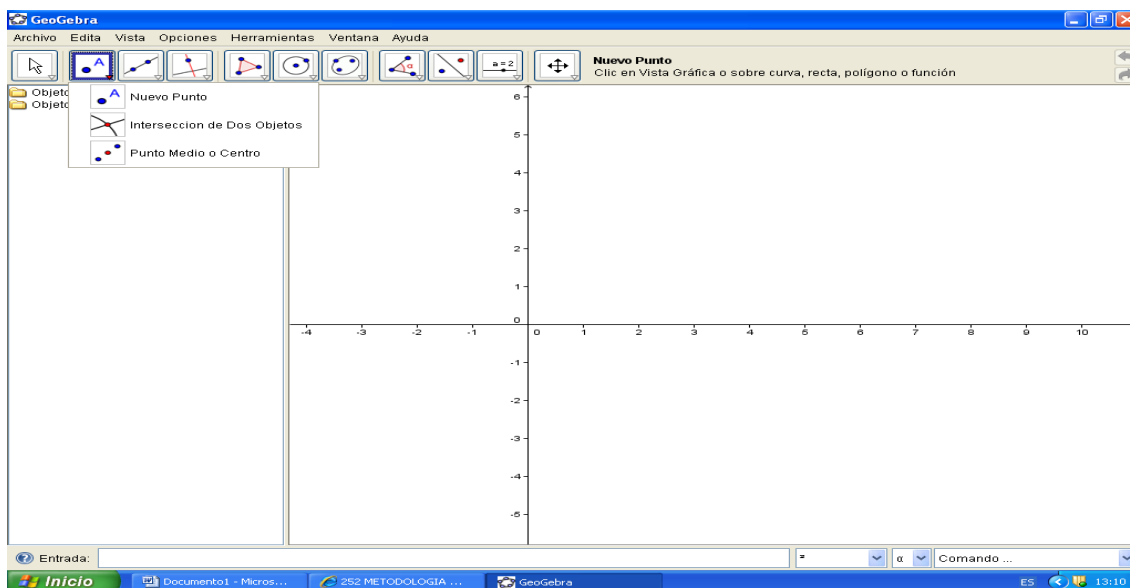 GeoGebra
Archivo Edita Vista Opciones Herramientas Ventana Ayuda
A
α
a=2
Nuevo Punto
Clic en Vista Gráfica o sobre curva, recta, polígono o función
Objeto
Objeto
A Nuevo Punto
Interseccion de Dos Objetos
Punto Medio o Centro
6
5
4
3
2
1
0
-4 -3 -2 -1 0 1 2 3 4 5 6 7 8 9 10
-1
-2
-3
-4
-5
Entrada: = α Comando ...
Inicio Documento1 - Micros... 252 METODOLOGIA ... GeoGebra ES 13:10